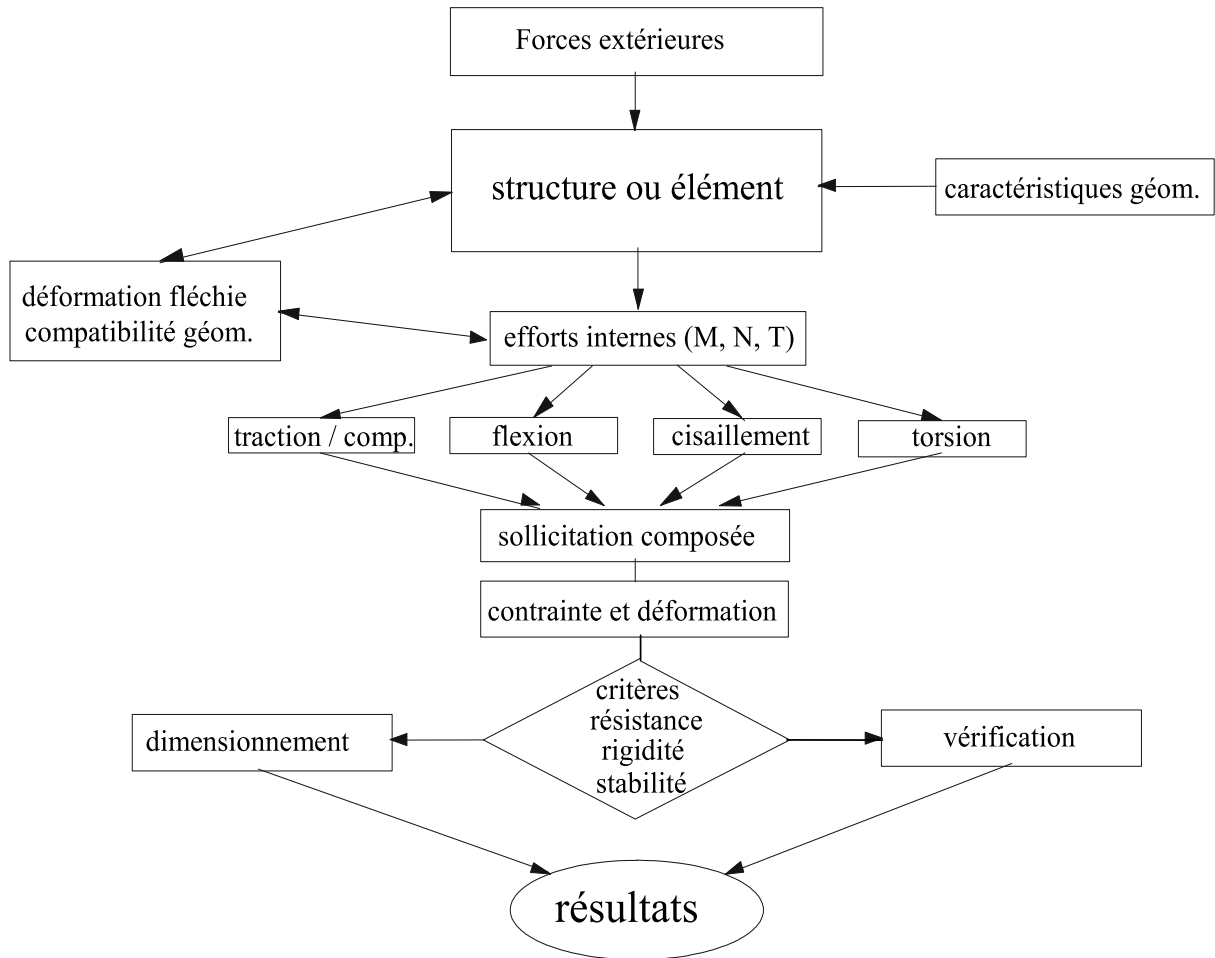 Forces extérieures
structure ou élément
caractéristiques géom.
déformation fléchie
compatibilité géom.
efforts internes (M, N, T)
traction / comp.
flexion
cisaillement
torsion
sollicitation composée
contrainte et déformation
critères
résistance
rigidité
stabilité
dimensionnement
vérification
résultats